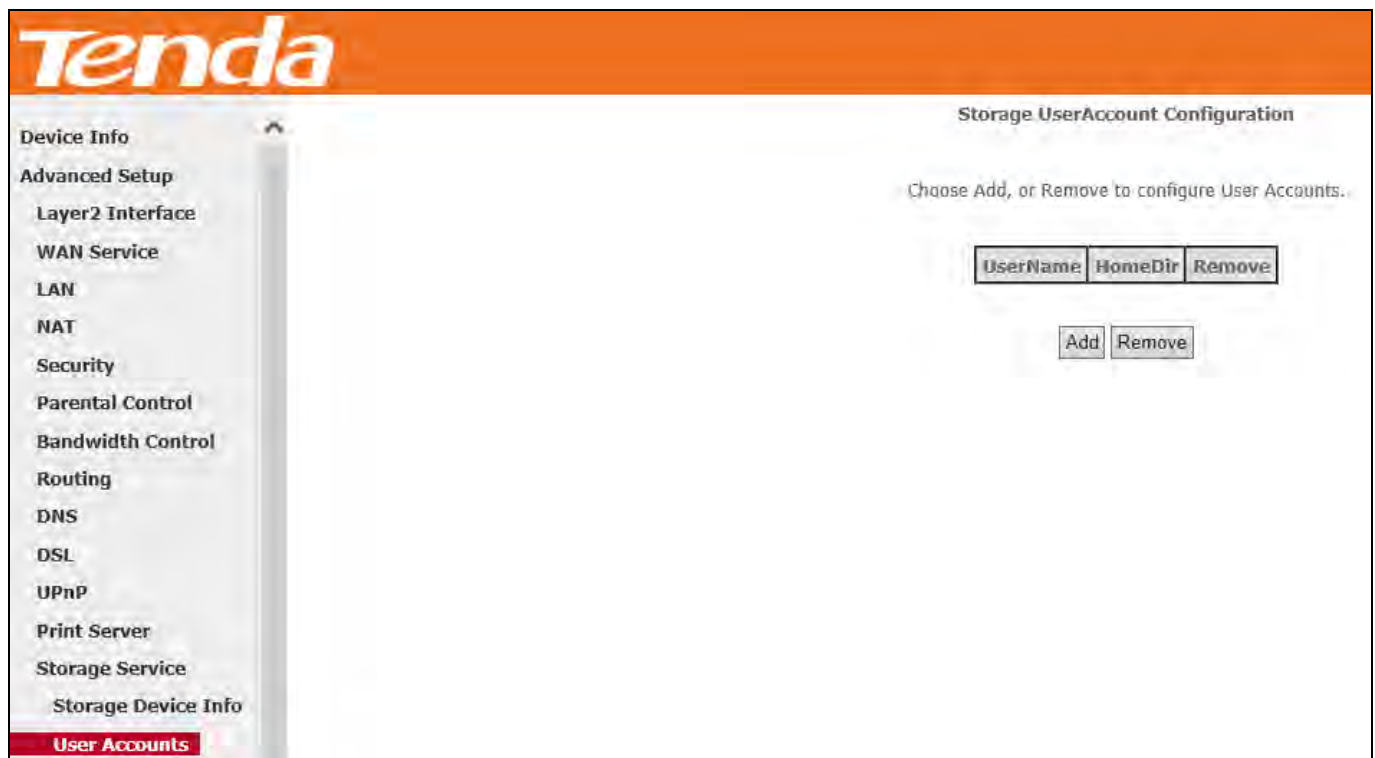 Tenda
Device Info
Advanced Setup
Layer2 Interface
WAN Service
LAN
NAT
Security
Parental Control
Bandwidth Control
Routing
DNS
DSL
UPnP
Print Server
Storage Service
Storage Device Info
User Accounts
Storage UserAccount Configuration
Choose Add, or Remove to configure User Accounts.
UserName HomeDir Remove
Add Remove